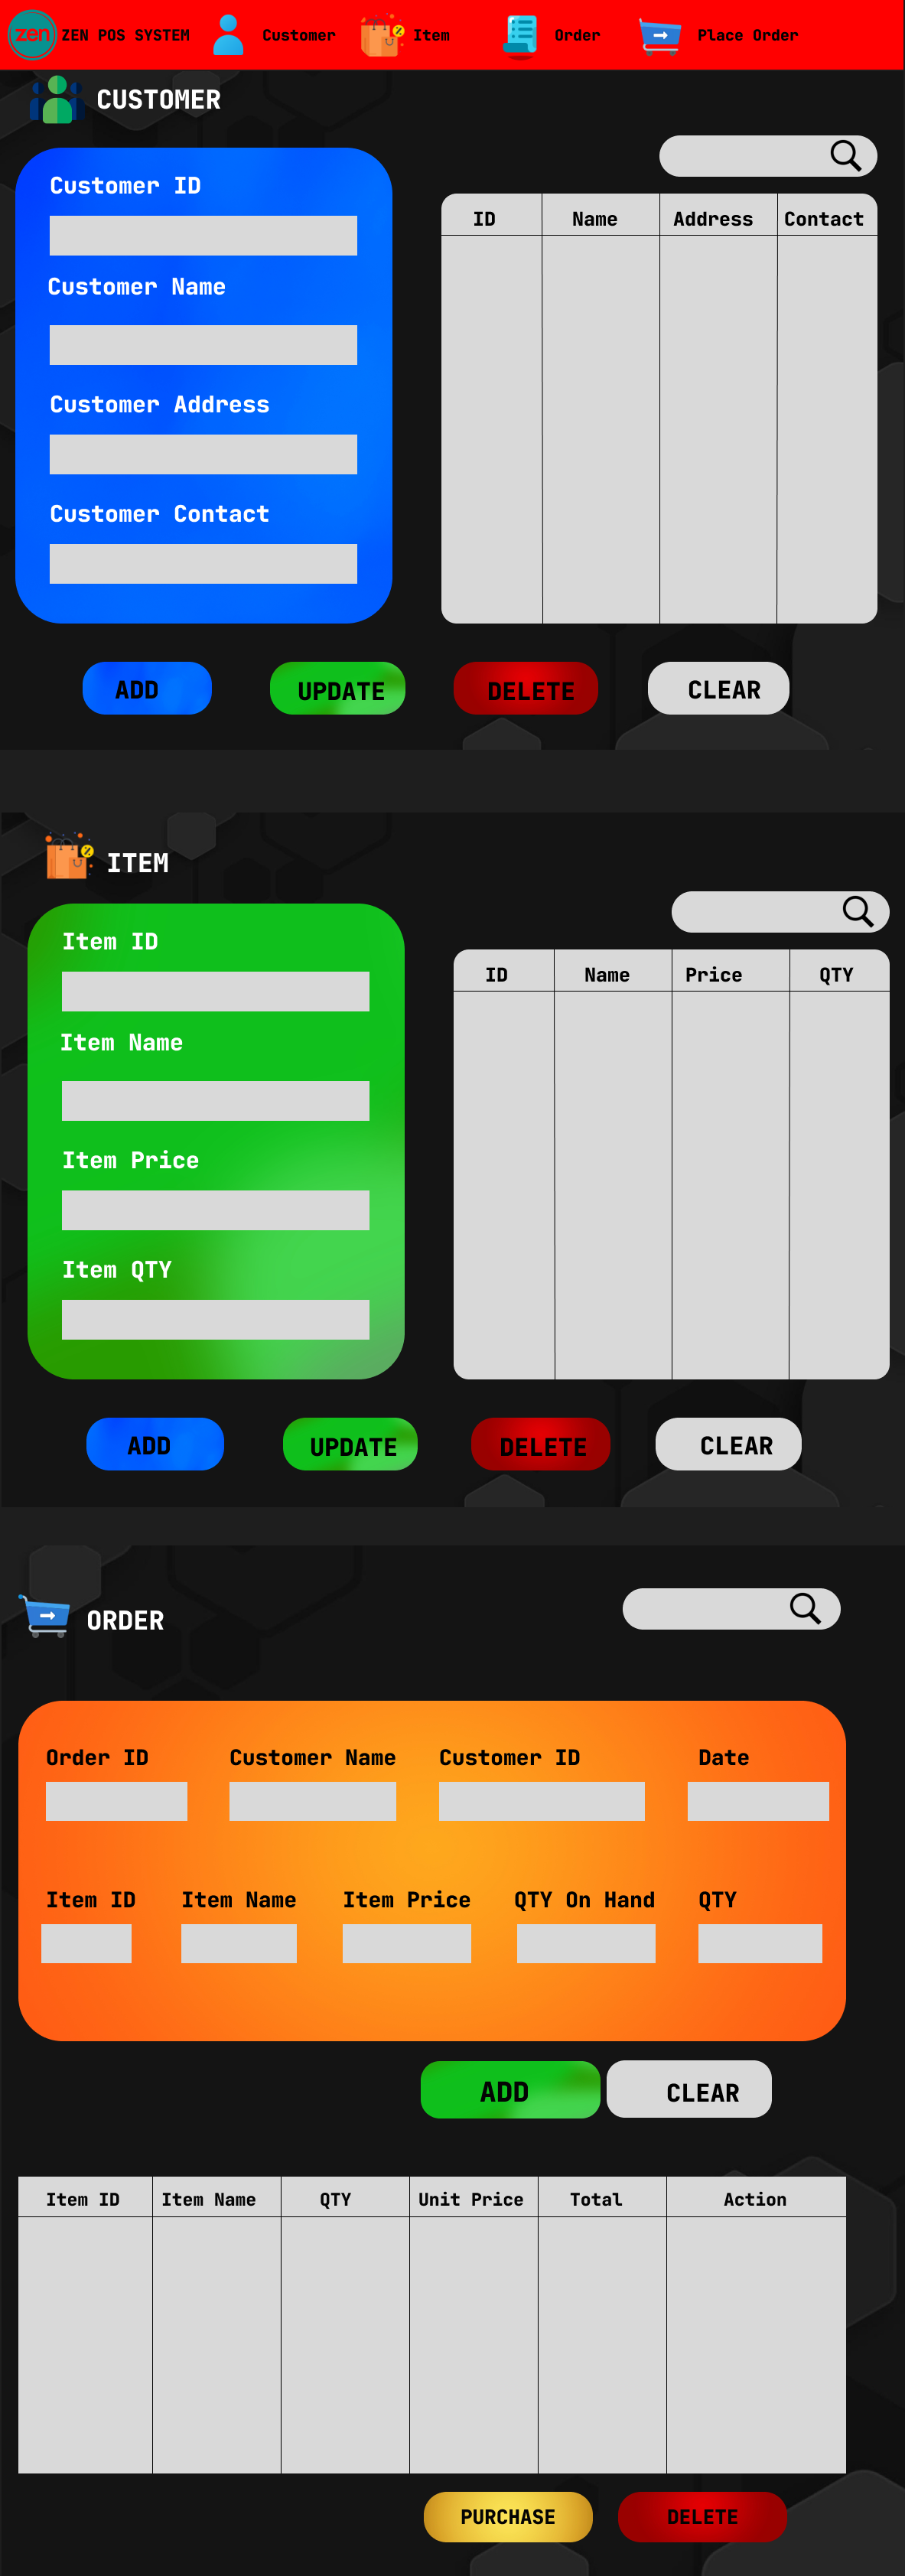 zen ZEN POS SYSTEM Customer Item Order Place Order
CUSTOMER
Customer ID
Customer Name
Customer Address
Customer Contact
ID Name Address Contact
ADD UPDATE DELETE CLEAR
ITEM
Item ID
Item Name
Item Price
Item QTY
ID Name Price QTY
ADD UPDATE DELETE CLEAR
ORDER
Order ID Customer Name Customer ID Date
Item ID Item Name Item Price QTY On Hand QTY
ADD CLEAR
Item ID Item Name QTY Unit Price Total Action
PURCHASE DELETE